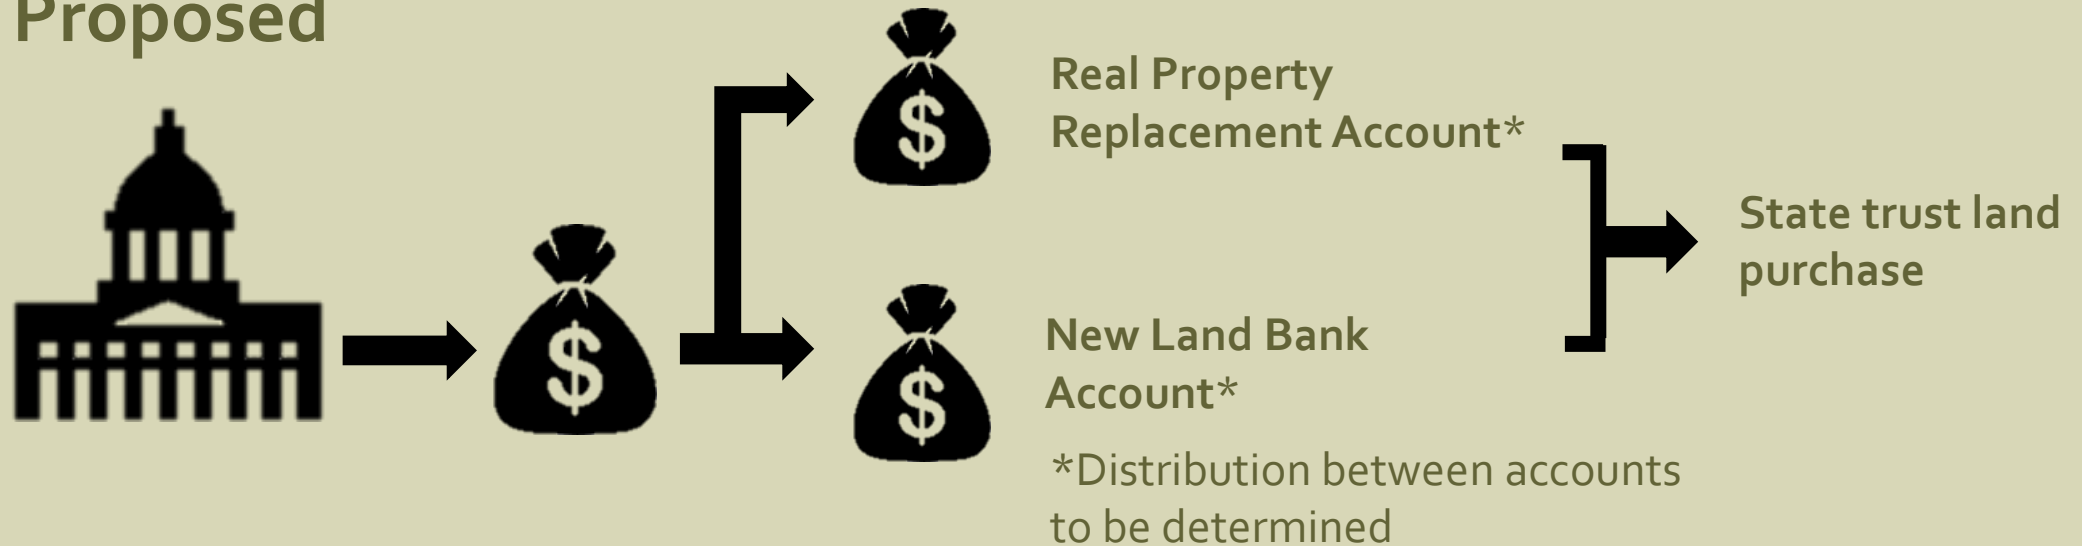 Proposed
Real Property
Replacement Account*
State trust land
purchase
New Land Bank
Account*
*Distribution between accounts
to be determined
$
$
$